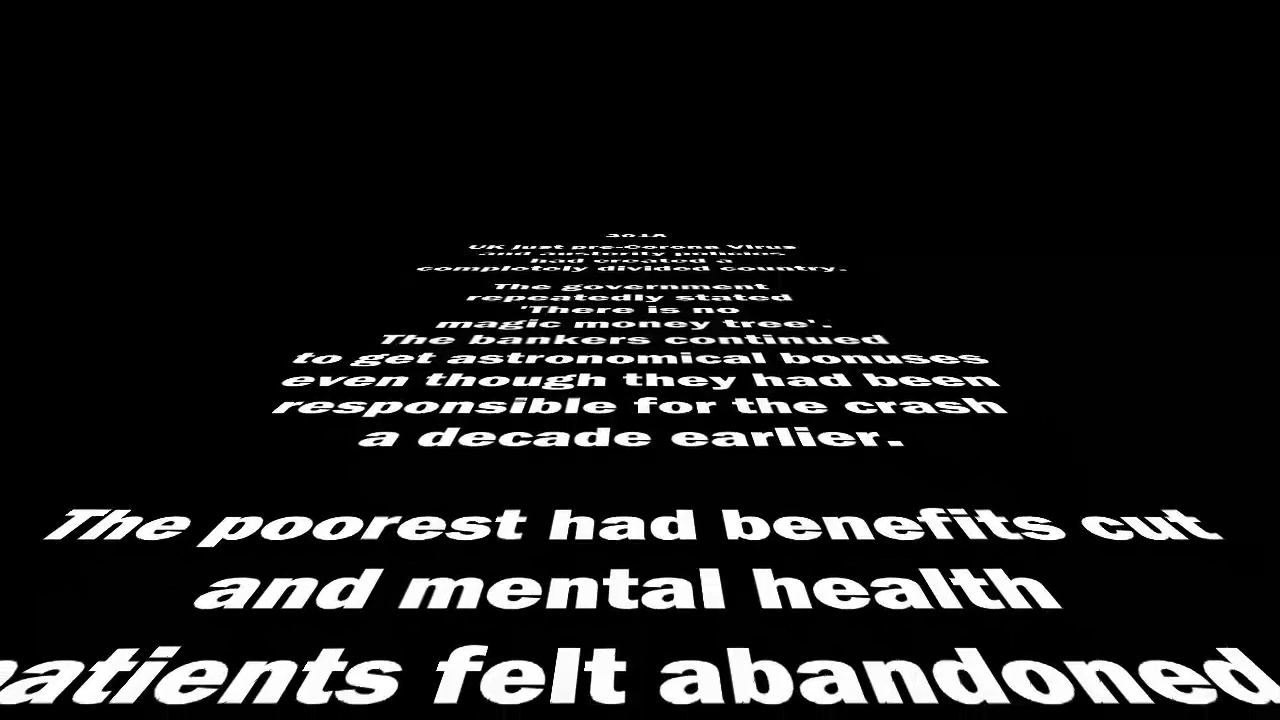 UK just pre-Corona Virus
and austerity policies
had created a
completely divided country.
The government
repeatedly stated
'There is no
magic money tree'.
The bankers continued
to get astronomical bonuses
even though they had been
responsible for the crash
a decade earlier.
The poorest had benefits cut
and mental health
patients felt abandoned